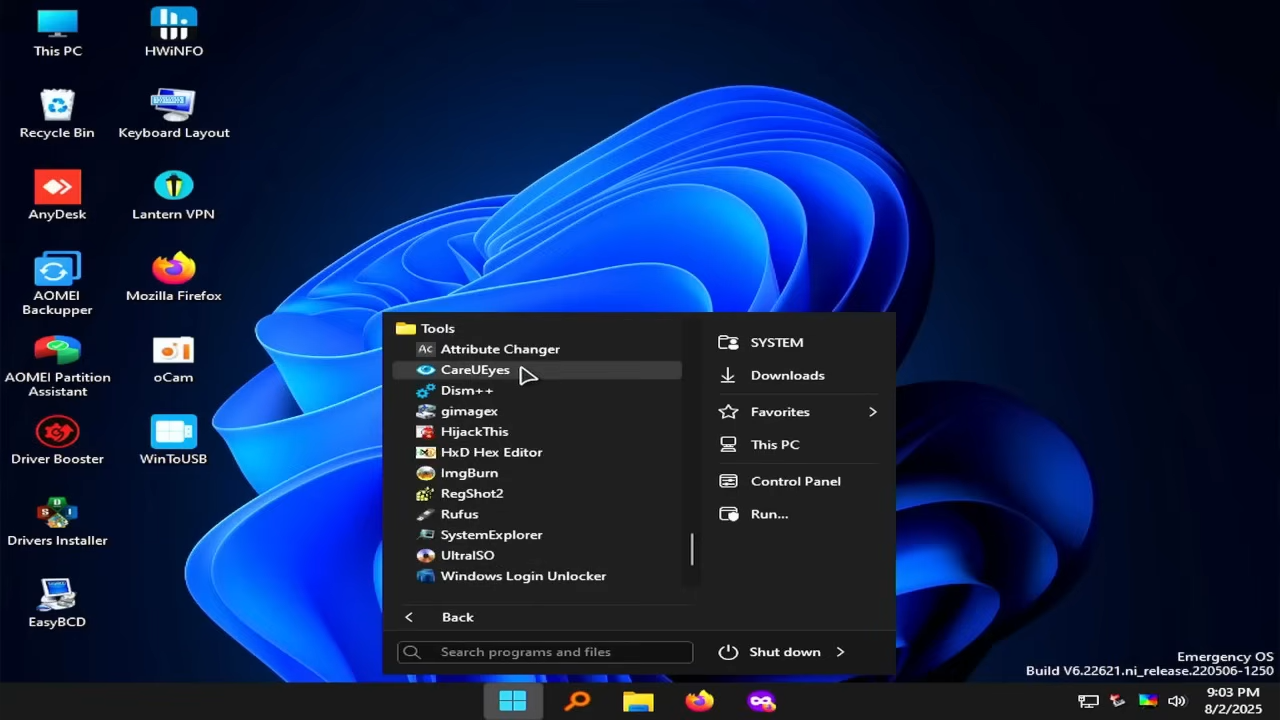 This PC
HWiNFO
Recycle Bin
Keyboard Layout
AnyDesk
Lantern VPN
AOMEI
Backupper
Mozilla Firefox
AOMEI Partition
Assistant
oCam
Driver Booster
WinToUSB
Drivers Installer
EasyBCD
Tools
Ac Attribute Changer
CareUEyes
Dism++
gimagex
HijackThis
HxD Hex Editor
ImgBurn
RegShot2
Rufus
SystemExplorer
UltraISO
Windows Login Unlocker
Back
Search programs and files
SYSTEM
Downloads
Favorites
This PC
Control Panel
Run...
Shut down
Emergency OS
Build V6.22621.ni_release.220506-1250
9:03 PM
8/2/2025